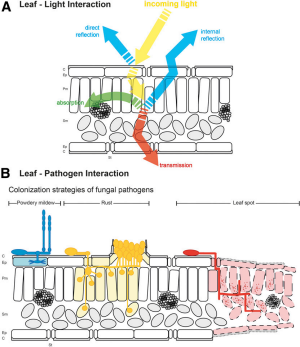 A Leaf - Light Interaction
incoming light
direct
reflection
internal
reflection
C
Ep
Pm
absorption
Sm
Ep
C
St
transmission
B Leaf - Pathogen Interaction
Colonization strategies of fungal pathogens
Powdery mildew
Rust
Leaf spot
C
Ep
Pm
Sm
Ep
C
St